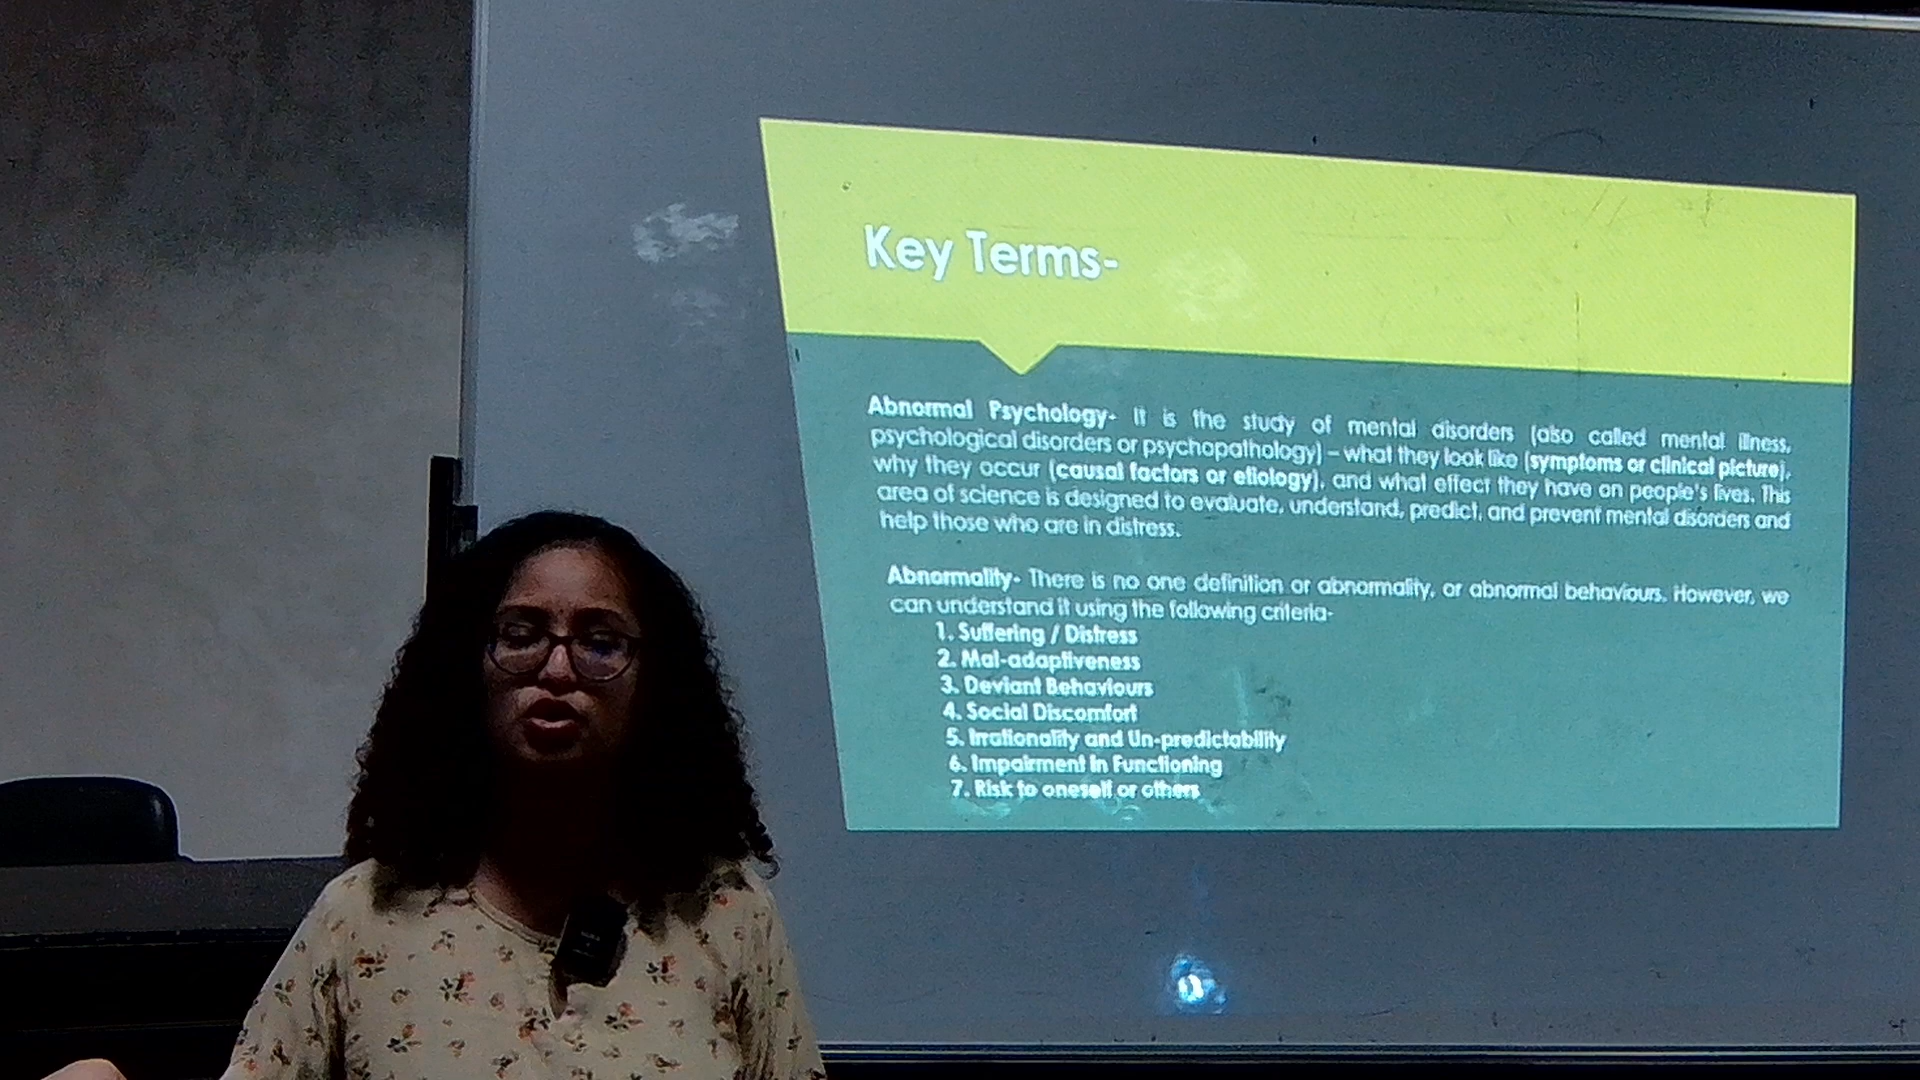 Key Terms-
Abnormal Psychology- It is the study of mental disorders (also called mental illness,
psychological disorders or psychopathology) – what they look like (symptoms or clinical picture),
why they occur (causal factors or etiology), and what effect they have on people's lives. This
area of science is designed to evaluate, understand, predict, and prevent mental disorders and
help those who are in distress.
Abnormality- There is no one definition or abnormality, or abnormal behaviours. However, we
can understand it using the following criteria-
1. Suffering / Distress
2. Mal-adaptiveness
3. Deviant Behaviours
4. Social Discomfort
5. Irrationality and Un-predictability
6. Impairment in Functioning
7. Risk to oneself or others